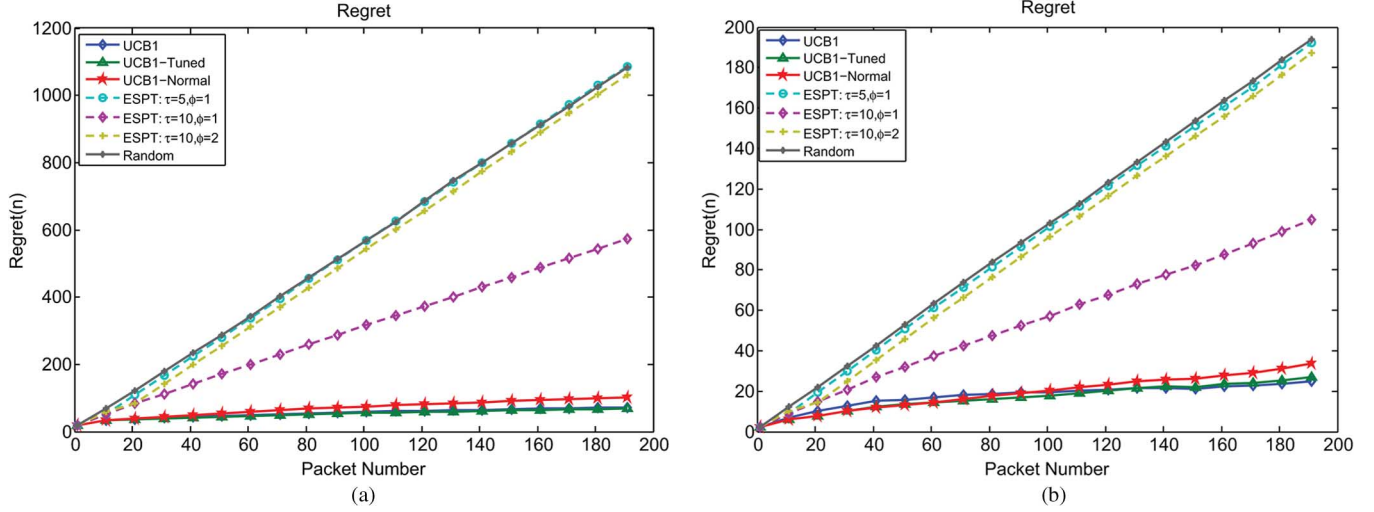 Regret
1200
1000
800
600
400
200
0
0 20 40 60 80 100 120 140 160 180 200
Regret(n)
Packet Number
UCB1
UCB1-Tuned
UCB1-Normal
ESPT: τ=5,ϕ=1
ESPT: τ=10,ϕ=1
ESPT: τ=10,ϕ=2
Random
(a)
Regret
200
180
160
140
120
100
80
60
40
20
0
0 20 40 60 80 100 120 140 160 180 200
Regret(n)
Packet Number
UCB1
UCB1-Tuned
UCB1-Normal
ESPT: τ=5,ϕ=1
ESPT: τ=10,ϕ=1
ESPT: τ=10,ϕ=2
Random
(b)